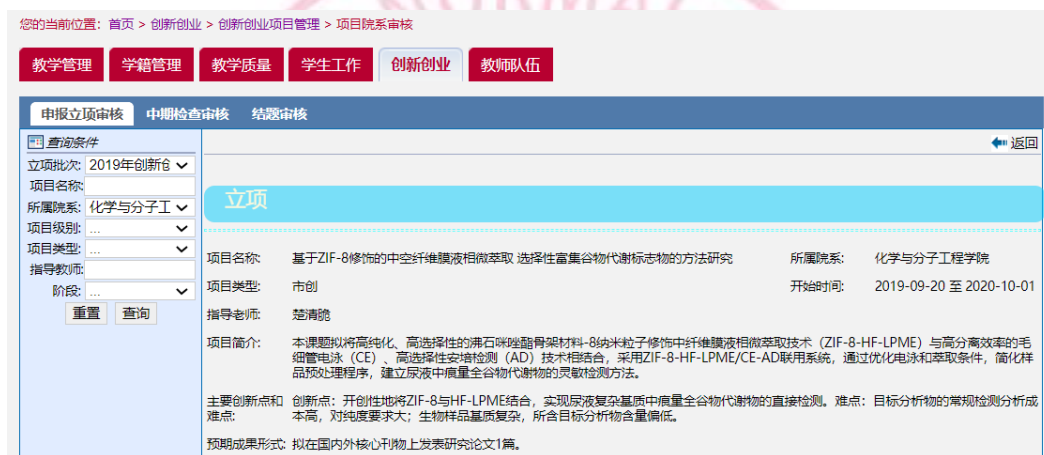 您的当前位置：首页 > 创新创业 > 创新创业项目管理 > 项目院系审核
教学管理 学籍管理 教学质量 学生工作 创新创业 教师队伍
申报立项审核 中期检查审核 结题审核
查询条件
返回
立项批次: 2019年创新创
项目名称:
所属院系: 化学与分子工
项目级别: ...
项目类型: ...
指导教师:
阶段: ...
重置 查询
立项
项目名称: 基于ZIF-8修饰的中空纤维膜液相微萃取 选择性富集谷物代谢标志物的方法研究 所属院系: 化学与分子工程学院
项目类型: 市创 开始时间: 2019-09-20 至 2020-10-01
指导老师: 楚清脆
项目简介: 本课题拟将高纯化、高选择性的沸石咪唑酯骨架材料-8纳米粒子修饰中纤维膜液相微萃取技术（ZIF-8-HF-LPME）与高分离效率的毛
细管电泳（CE）、高选择性安培检测（AD）技术相结合，采用ZIF-8-HF-LPME/CE-AD联用系统，通过优化电泳和萃取条件，简化样
品预处理程序，建立尿液中痕量全谷物代谢物的灵敏检测方法。
主要创新点和 创新点：开创性地将ZIF-8与HF-LPME结合，实现尿液复杂基质中痕量全谷物代谢物的直接检测。难点：目标分析物的常规检测分析成
难点: 本高，对纯度要求大；生物样品基质复杂，所含目标分析物含量偏低。
预期成果形式: 拟在国内外核心刊物上发表研究论文1篇。